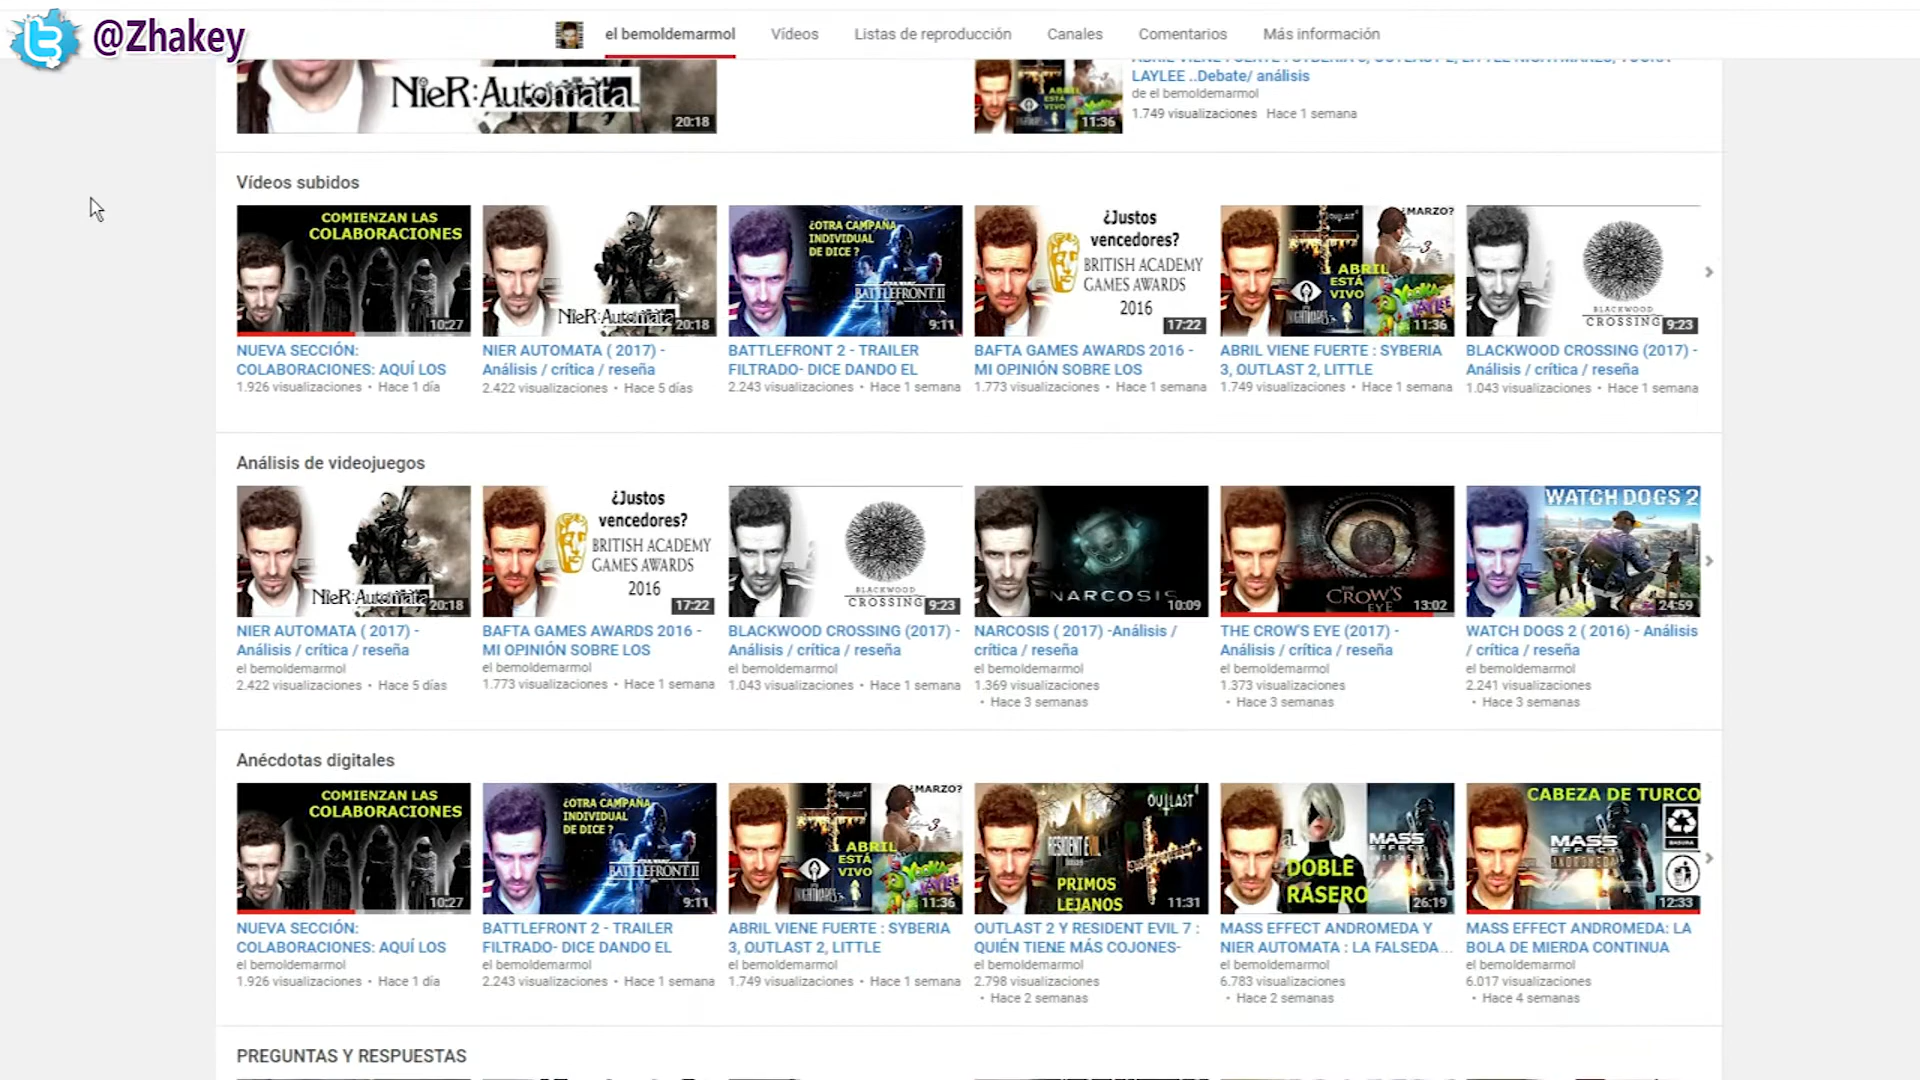 @Zhakey
el bemoldemarmol
Vídeos
Listas de reproducción
Canales
Comentarios
Más información
NieR:Automata
20:18
ABRIL ESTÁ VIVO
11:36
ABRIL VIENE FUERTE : SYBERIA 3, OUTLAST 2, LITTLE NIGHTMARES, YOOKA
LAYLEE ..Debate/ análisis
de el bemoldemarmol
1.749 visualizaciones Hace 1 semana
Vídeos subidos
COMIENZAN LAS
COLABORACIONES
10:27
NieR:Automata
20:18
¿OTRA CAMPAÑA
INDIVIDUAL
DE DICE ?
BATTLEFRONT II
9:11
¿Justos
vencedores?
BRITISH ACADEMY
GAMES AWARDS
2016
17:22
¿MARZO?
ABRIL
ESTÁ
VIVO
11:36
BLACKWOOD
CROSSING
9:23
NUEVA SECCIÓN:
COLABORACIONES: AQUÍ LOS
1.926 visualizaciones • Hace 1 día
NIER AUTOMATA ( 2017) -
Análisis / crítica / reseña
2.422 visualizaciones • Hace 5 días
BATTLEFRONT 2 - TRAILER
FILTRADO- DICE DANDO EL
2.243 visualizaciones • Hace 1 semana
BAFTA GAMES AWARDS 2016 -
MI OPINIÓN SOBRE LOS
1.773 visualizaciones • Hace 1 semana
ABRIL VIENE FUERTE : SYBERIA
3, OUTLAST 2, LITTLE
1.749 visualizaciones • Hace 1 semana
BLACKWOOD CROSSING (2017) -
Análisis / crítica / reseña
1.043 visualizaciones • Hace 1 semana
Análisis de videojuegos
NieR:Automata
20:18
¿Justos
vencedores?
BRITISH ACADEMY
GAMES AWARDS
2016
17:22
BLACKWOOD
CROSSING
9:23
NARCOSIS
10:09
THE
CROW'S
EYE
13:02
WATCH DOGS 2
24:59
NIER AUTOMATA ( 2017) -
Análisis / crítica / reseña
el bemoldemarmol
2.422 visualizaciones • Hace 5 días
BAFTA GAMES AWARDS 2016 -
MI OPINIÓN SOBRE LOS
el bemoldemarmol
1.773 visualizaciones • Hace 1 semana
BLACKWOOD CROSSING (2017) -
Análisis / crítica / reseña
el bemoldemarmol
1.043 visualizaciones • Hace 1 semana
NARCOSIS ( 2017) -Análisis /
crítica / reseña
el bemoldemarmol
1.369 visualizaciones
• Hace 3 semanas
THE CROW'S EYE (2017) -
Análisis / crítica / reseña
el bemoldemarmol
1.373 visualizaciones
• Hace 3 semanas
WATCH DOGS 2 ( 2016) - Análisis
/ crítica / reseña
el bemoldemarmol
2.241 visualizaciones
• Hace 3 semanas
Anécdotas digitales
COMIENZAN LAS
COLABORACIONES
10:27
¿OTRA CAMPAÑA
INDIVIDUAL
DE DICE ?
BATTLEFRONT II
9:11
¿MARZO?
ABRIL
ESTÁ
VIVO
11:36
OUTLAST
RESIDENT EVIL
PRIMOS
LEJANOS
11:31
MASS
EFFECT
DOBLE
RASERO
26:19
CABEZA DE TURCO
MASS
EFFECT
ANDROMEDA
BASURA
12:33
NUEVA SECCIÓN:
COLABORACIONES: AQUÍ LOS
el bemoldemarmol
1.926 visualizaciones • Hace 1 día
BATTLEFRONT 2 - TRAILER
FILTRADO- DICE DANDO EL
el bemoldemarmol
2.243 visualizaciones • Hace 1 semana
ABRIL VIENE FUERTE : SYBERIA
3, OUTLAST 2, LITTLE
el bemoldemarmol
1.749 visualizaciones • Hace 1 semana
OUTLAST 2 Y RESIDENT EVIL 7 :
QUIÉN TIENE MÁS COJONES-
el bemoldemarmol
2.798 visualizaciones
• Hace 2 semanas
MASS EFFECT ANDROMEDA Y
NIER AUTOMATA : LA FALSEDA...
el bemoldemarmol
6.783 visualizaciones
• Hace 2 semanas
MASS EFFECT ANDROMEDA: LA
BOLA DE MIERDA CONTINUA
el bemoldemarmol
6.017 visualizaciones
• Hace 4 semanas
PREGUNTAS Y RESPUESTAS